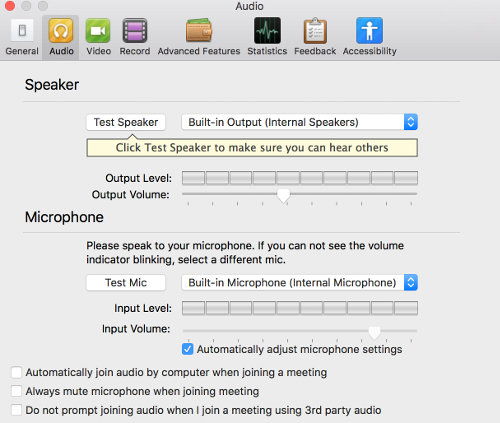 Audio
General Audio Video Record Advanced Features Statistics Feedback Accessibility
Speaker
Test Speaker Built-in Output (Internal Speakers)
Click Test Speaker to make sure you can hear others
Output Level:
Output Volume:
Microphone
Please speak to your microphone. If you can not see the volume
indicator blinking, select a different mic.
Test Mic Built-in Microphone (Internal Microphone)
Input Level:
Input Volume:
Automatically adjust microphone settings
Automatically join audio by computer when joining a meeting
Always mute microphone when joining meeting
Do not prompt joining audio when I join a meeting using 3rd party audio